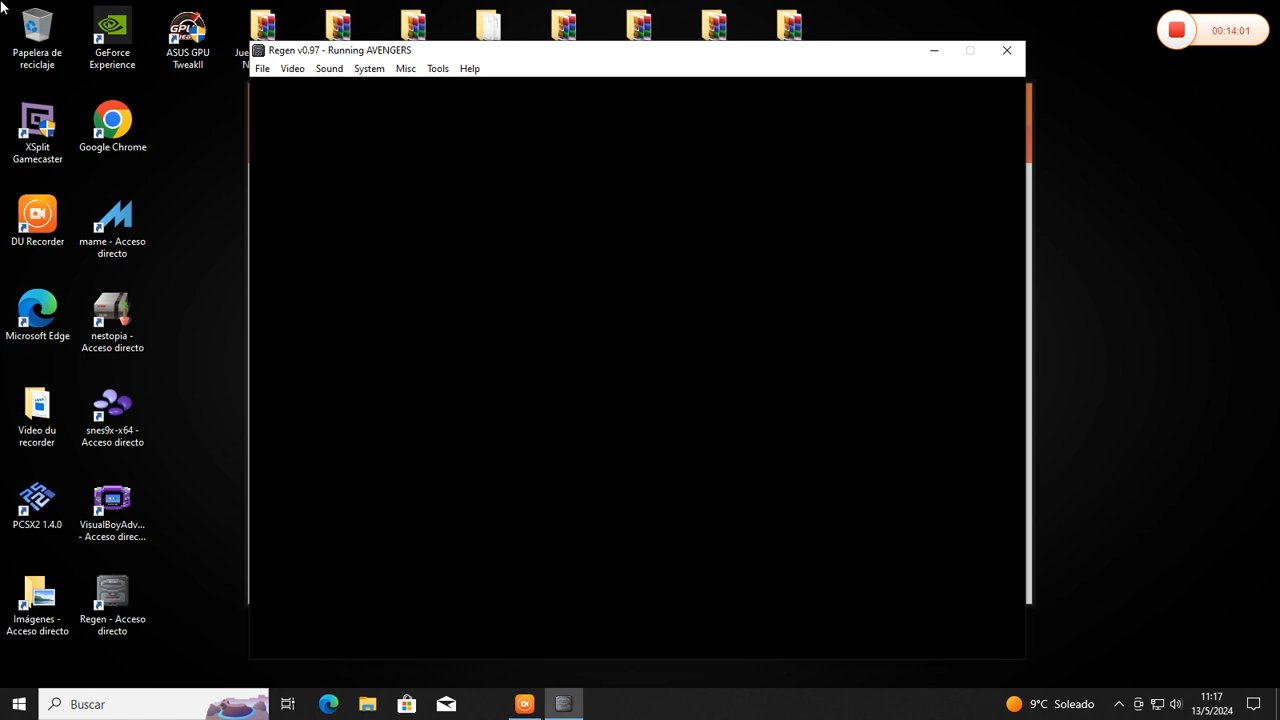 Papelera de
reciclaje
GeForce
Experience
ASUS GPU
TweakII
XSplit
Gamecaster
Google Chrome
DU Recorder
mame - Acceso
directo
Microsoft Edge
nestopia -
Acceso directo
Video du
recorder
snes9x-x64 -
Acceso directo
PCSX2 1.4.0
VisualBoyAdv...
- Acceso direc...
Imágenes -
Acceso directo
Regen - Acceso
directo
Regen v0.97 - Running AVENGERS
File Video Sound System Misc Tools Help
00:14:01
Buscar
9°C Soleado
11:17
13/5/2024